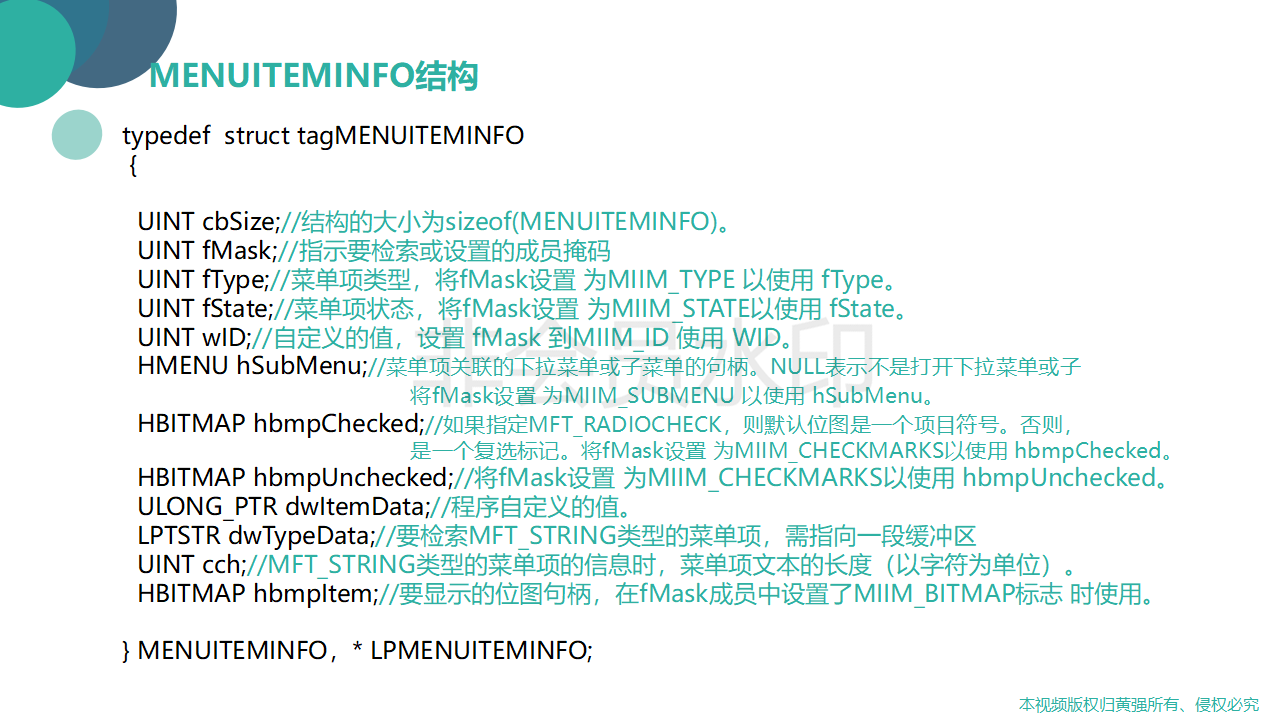 MENUITEMINFO结构
typedef  struct tagMENUITEMINFO
{
UINT cbSize;//结构的大小为sizeof(MENUITEMINFO)。
UINT fMask;//指示要检索或设置的成员掩码
UINT fType;//菜单项类型，将fMask设置 为MIIM_TYPE 以使用 fType。
UINT fState;//菜单项状态，将fMask设置 为MIIM_STATE以使用 fState。
UINT wID;//自定义的值，设置 fMask 到MIIM_ID 使用 WID。
HMENU hSubMenu;//菜单项关联的下拉菜单或子菜单的句柄。NULL表示不是打开下拉菜单或子
将fMask设置 为MIIM_SUBMENU 以使用 hSubMenu。
HBITMAP hbmpChecked;//如果指定MFT_RADIOCHECK，则默认位图是一个项目符号。否则，
是一个复选标记。将fMask设置 为MIIM_CHECKMARKS以使用 hbmpChecked。
HBITMAP hbmpUnchecked;//将fMask设置 为MIIM_CHECKMARKS以使用 hbmpUnchecked。
ULONG_PTR dwItemData;//程序自定义的值。
LPTSTR dwTypeData;//要检索MFT_STRING类型的菜单项，需指向一段缓冲区
UINT cch;//MFT_STRING类型的菜单项的信息时，菜单项文本的长度（以字符为单位）。
HBITMAP hbmpItem;//要显示的位图句柄，在fMask成员中设置了MIIM_BITMAP标志 时使用。
} MENUITEMINFO，* LPMENUITEMINFO;
非会员水印
本视频版权归黄强所有、侵权必究